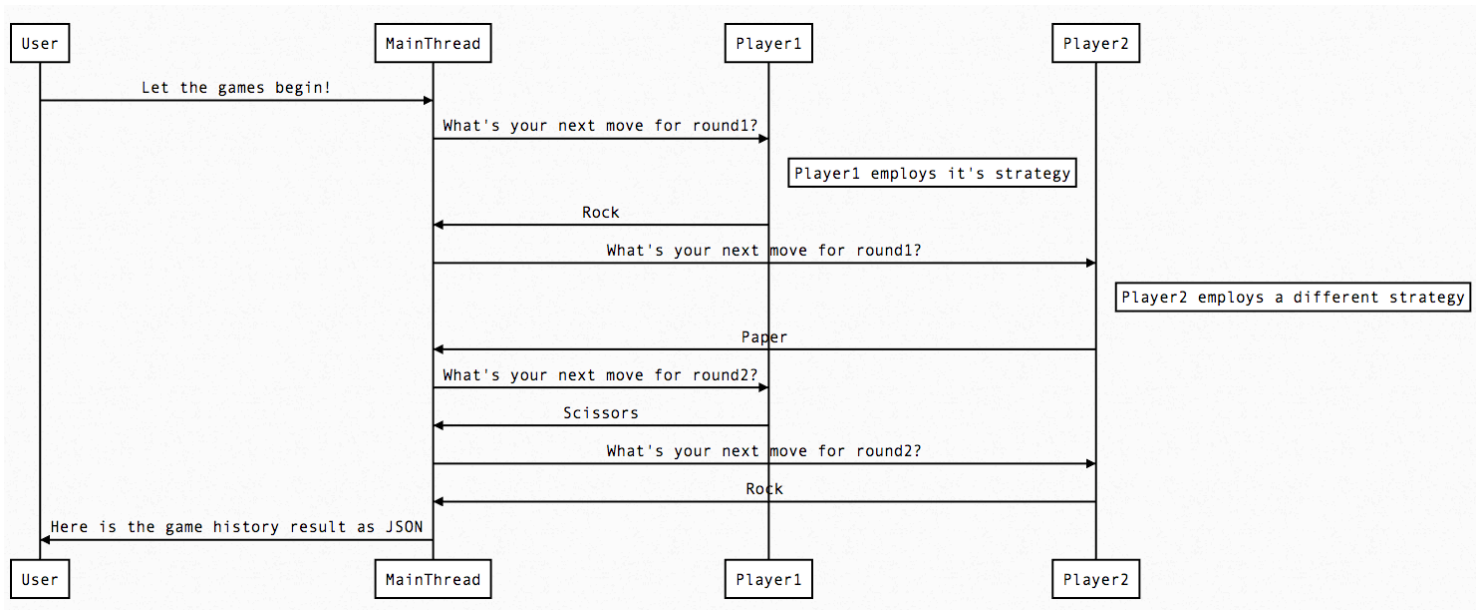 User MainThread Player1 Player2
Let the games begin!
What's your next move for round1?
Player1 employs it's strategy
Rock
What's your next move for round1?
Player2 employs a different strategy
Paper
What's your next move for round2?
Scissors
What's your next move for round2?
Rock
Here is the game history result as JSON
User MainThread Player1 Player2